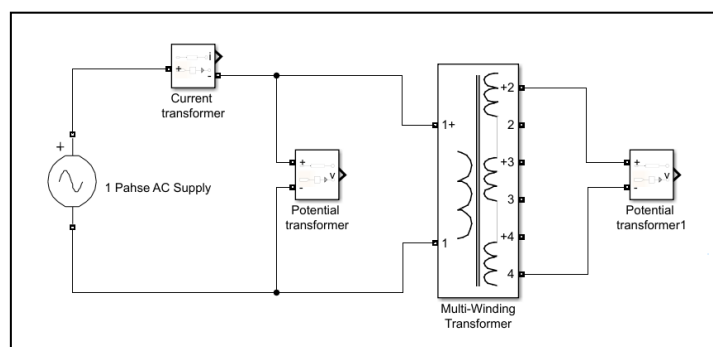 i
+
-
Current
transformer
+
1 Pahse AC Supply
+
-
v
Potential
transformer
1+
1
+2
2
+3
3
+4
4
Multi-Winding
Transformer
+
-
v
Potential
transformer1